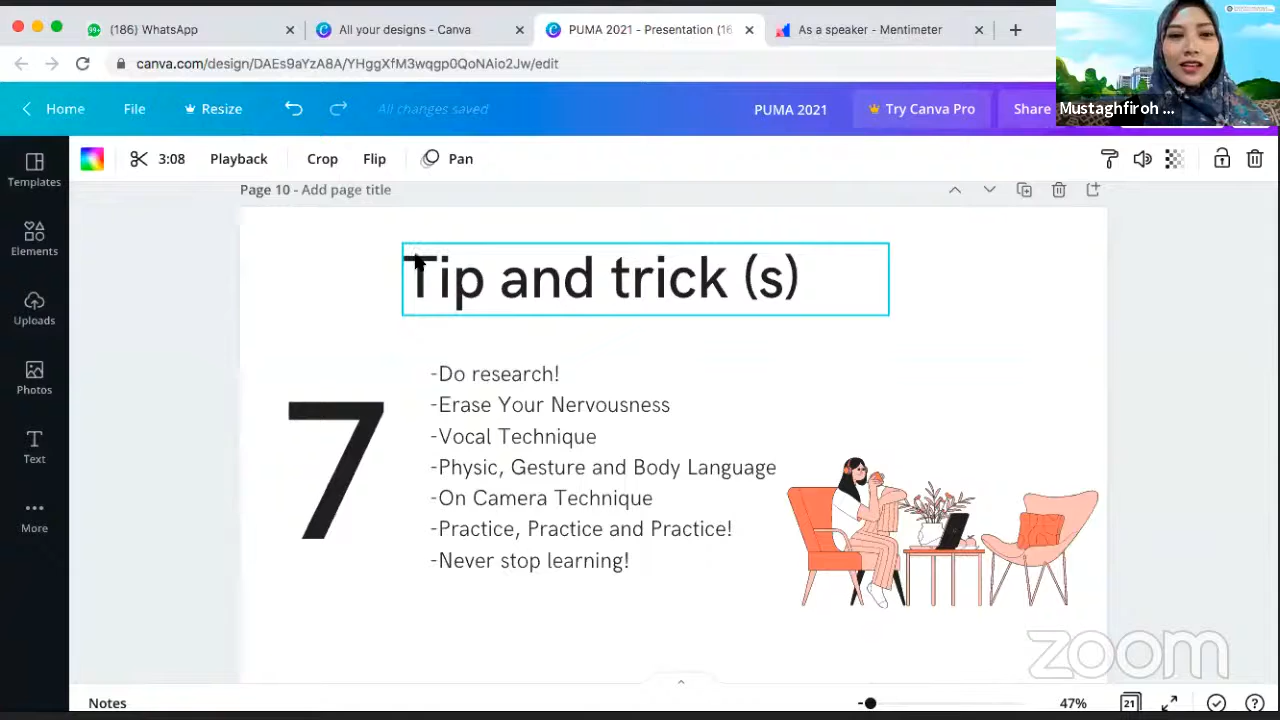 (186) WhatsApp
All your designs - Canva
PUMA 2021 - Presentation (16
As a speaker - Mentimeter
canva.com/design/DAEs9aYzA8A/YHggXfM3wqgp0QoNAio2Jw/edit
Mustaghfiroh ...
Home
File
Resize
All changes saved
PUMA 2021
Try Canva Pro
Share
3:08
Playback
Crop
Flip
Pan
Templates
Elements
Uploads
Photos
Text
More
Page 10 - Add page title
Tip and trick (s)
7
-Do research!
-Erase Your Nervousness
-Vocal Technique
-Physic, Gesture and Body Language
-On Camera Technique
-Practice, Practice and Practice!
-Never stop learning!
zoom
Notes
47%
21